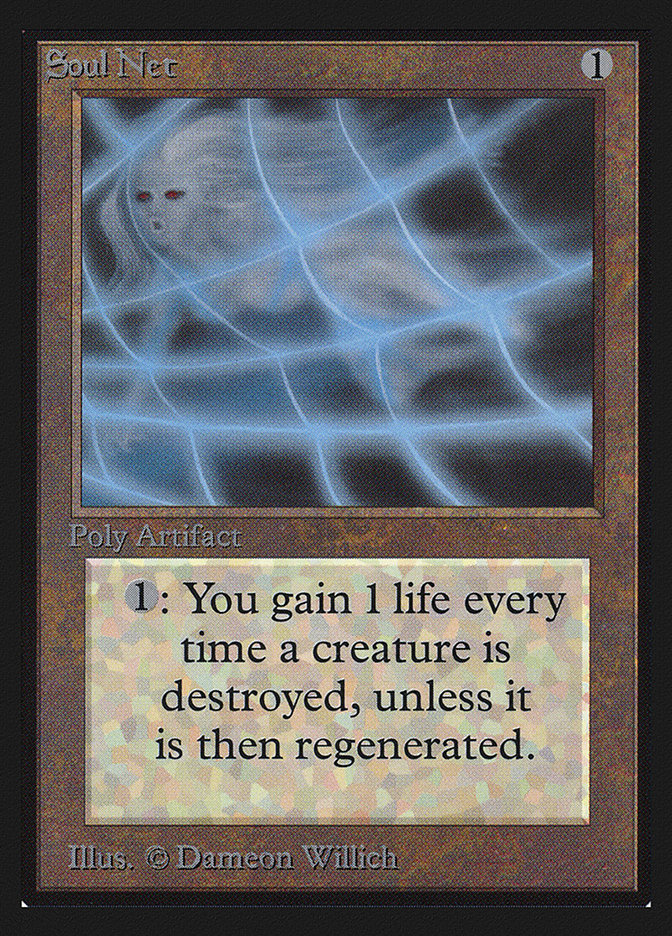 Soul Net
1
Poly Artifact
1: You gain 1 life every
time a creature is
destroyed, unless it
is then regenerated.
Illus. © Dameon Willich